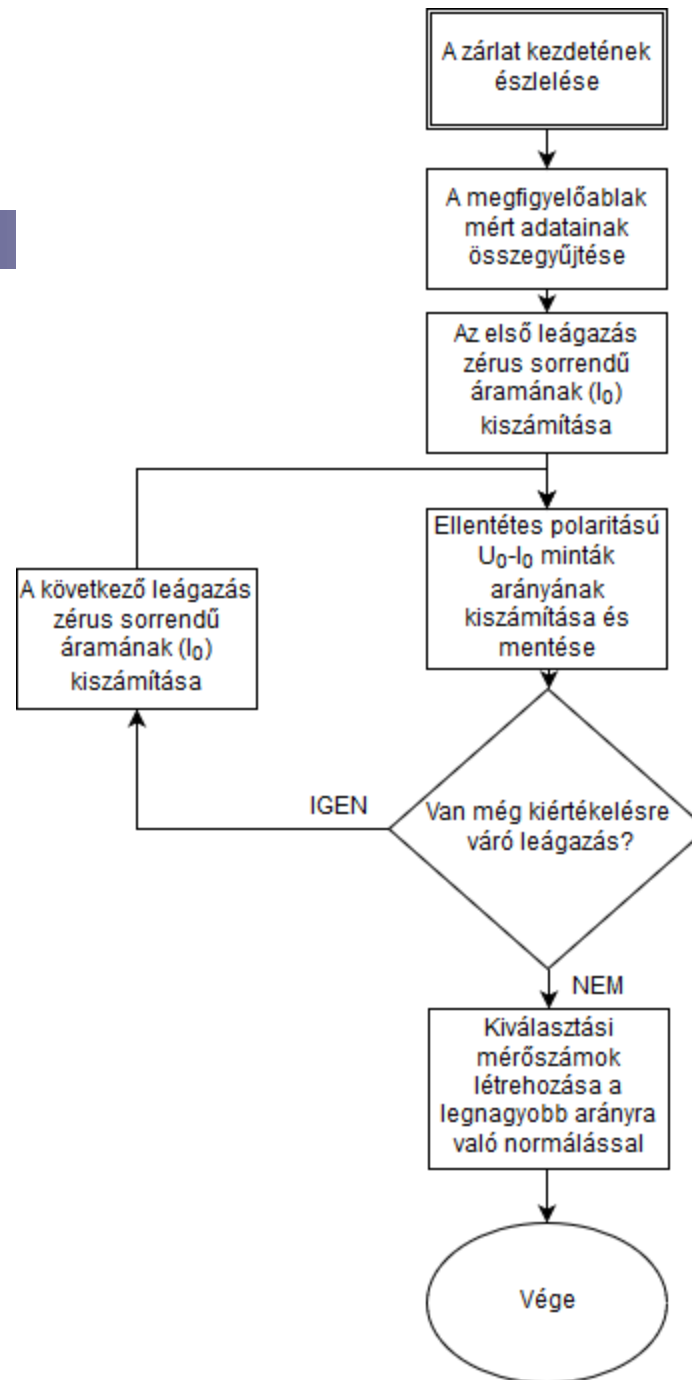 A zárlat kezdetének
észlelése
A megfigyelőablak
mért adatainak
összegyűjtése
Az első leágazás
zérus sorrendű
áramának (I₀)
kiszámítása
Ellentétes polaritású
U₀-I₀ minták
arányának
kiszámítása és
mentése
A következő leágazás
zérus sorrendű
áramának (I₀)
kiszámítása
IGEN
Van még kiértékelésre
váró leágazás?
NEM
Kiválasztási
mérőszámok
létrehozása a
legnagyobb arányra
való normálással
Vége